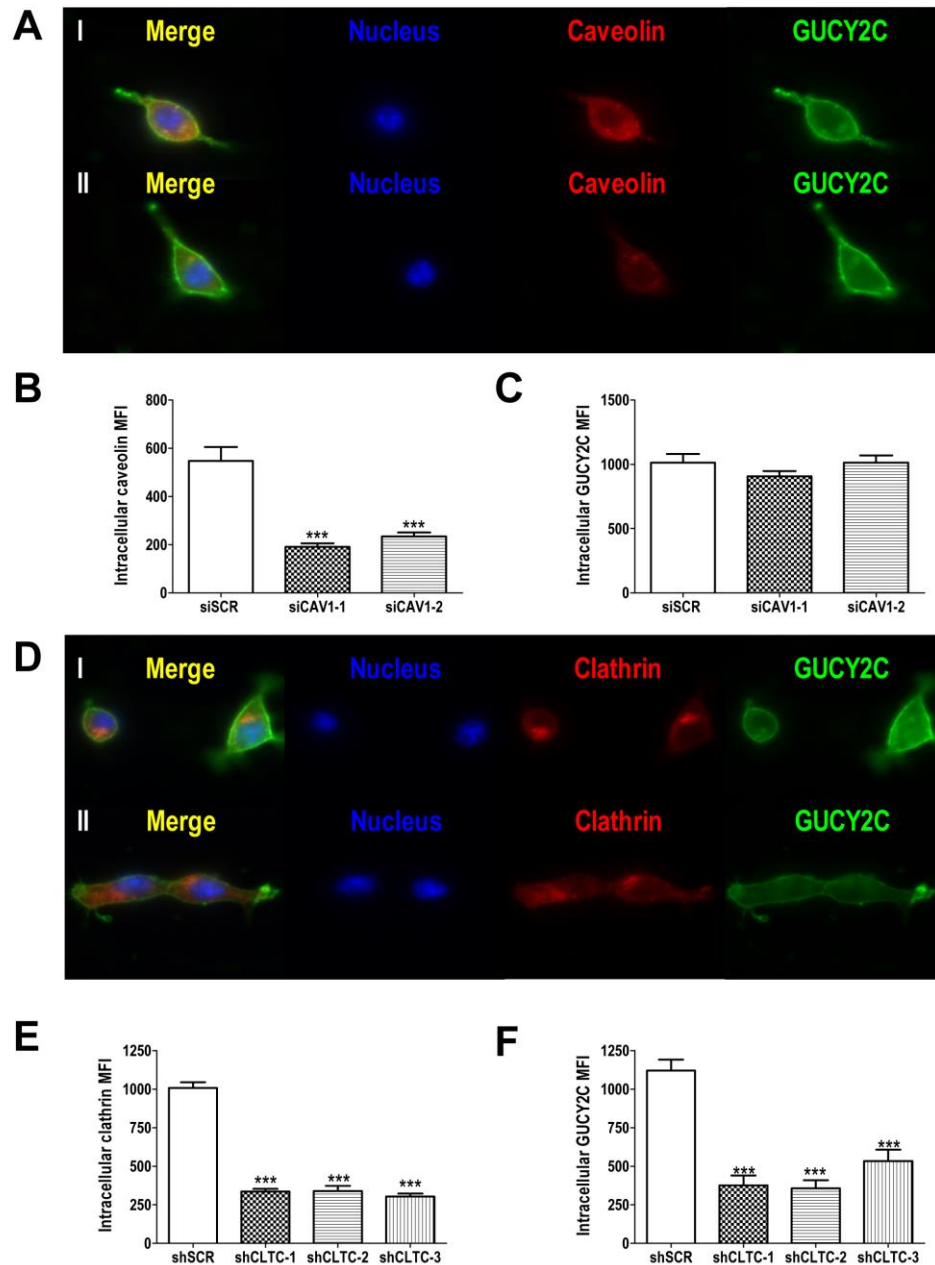 A
I Merge Nucleus Caveolin GUCY2C
II Merge Nucleus Caveolin GUCY2C
B
Intracellular caveolin MFI
800
600
400
200
0
*** ***
siSCR siCAV1-1 siCAV1-2
C
Intracellular GUCY2C MFI
1500
1000
500
0
siSCR siCAV1-1 siCAV1-2
D
I Merge Nucleus Clathrin GUCY2C
II Merge Nucleus Clathrin GUCY2C
E
Intracellular clathrin MFI
1250
1000
750
500
250
0
*** *** ***
shSCR shCLTC-1 shCLTC-2 shCLTC-3
F
Intracellular GUCY2C MFI
1250
1000
750
500
250
0
*** *** ***
shSCR shCLTC-1 shCLTC-2 shCLTC-3